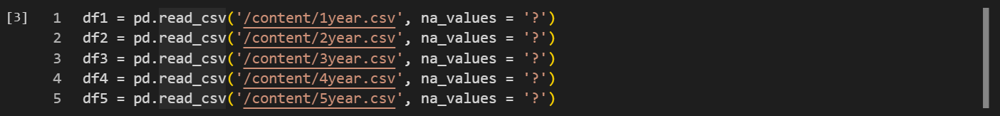 [3] 1 df1 = pd.read_csv('/content/1year.csv', na_values = '?')
2 df2 = pd.read_csv('/content/2year.csv', na_values = '?')
3 df3 = pd.read_csv('/content/3year.csv', na_values = '?')
4 df4 = pd.read_csv('/content/4year.csv', na_values = '?')
5 df5 = pd.read_csv('/content/5year.csv', na_values = '?')